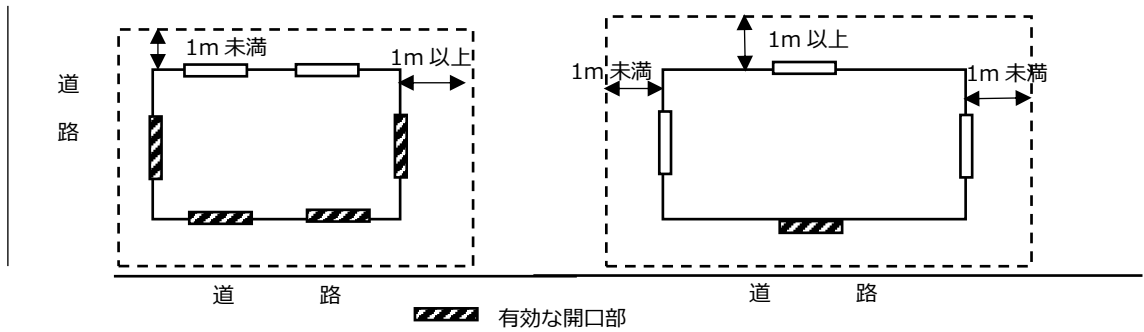 1m 未満
1m 以上
道
路
1m 以上
1m 未満
1m 未満
道 路
道 路
有効な開口部